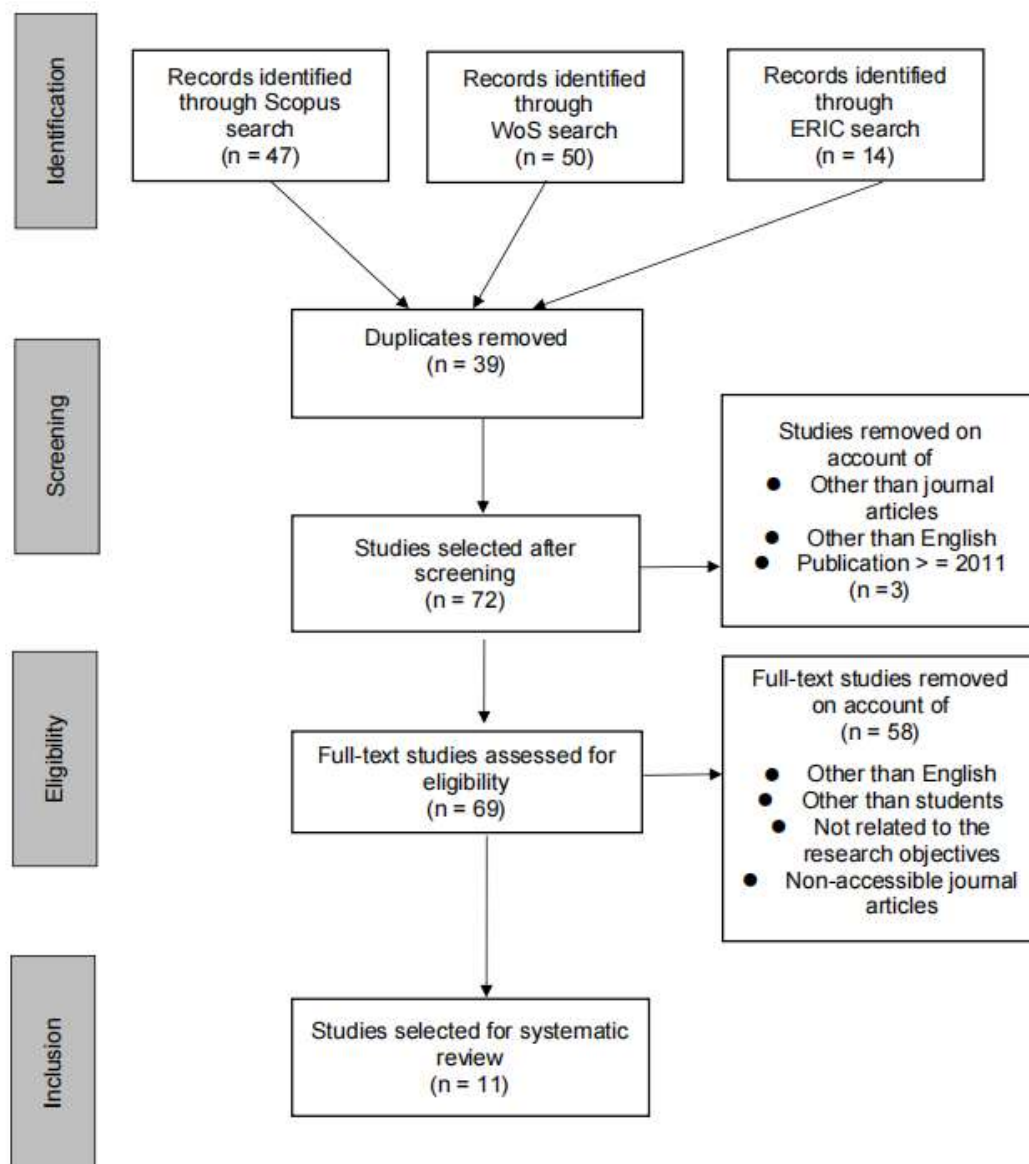 Identification
Records identified
through Scopus
search
(n = 47)
Records identified
through
WoS search
(n = 50)
Records identified
through
ERIC search
(n = 14)
Screening
Duplicates removed
(n = 39)
Studies selected after
screening
(n = 72)
Studies removed on
account of
● Other than journal
articles
● Other than English
● Publication > = 2011
(n =3)
Eligibility
Full-text studies assessed for
eligibility
(n = 69)
Full-text studies removed
on account of
(n = 58)
● Other than English
● Other than students
● Not related to the
research objectives
● Non-accessible journal
articles
Inclusion
Studies selected for systematic
review
(n = 11)